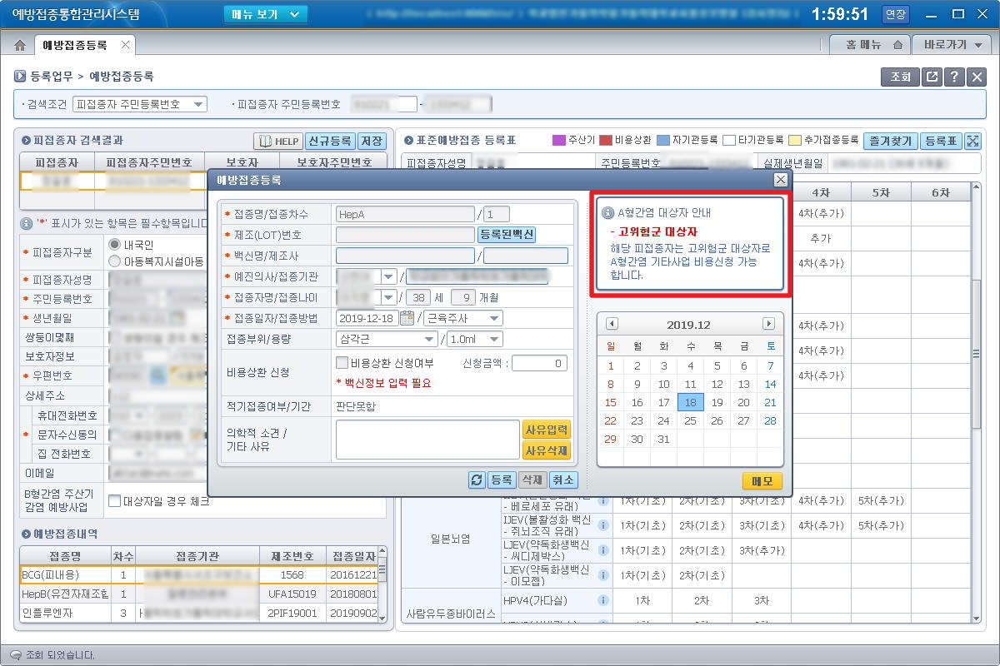 예방접종통합관리시스템
메뉴 보기
1:59:51
연장
예방접종등록
홈 메뉴
바로가기
등록업무 > 예방접종등록
조회
· 검색조건 피접종자 주민등록번호
· 피접종자 주민등록번호
피접종자 검색결과
HELP 신규등록 저장
피접종자 피접종자주민번호 보호자 보호자주민번호
'*' 표시가 있는 항목은 필수항목입니다
* 피접종자구분
내국인
아동복지시설아동
* 피접종자성명
* 주민등록번호
* 생년월일
쌍둥이몇째
보호자정보
* 우편번호
상세주소
휴대전화번호
* 문자수신동의
집 전화번호
이메일
B형간염 주산기
감염 예방사업
대상자일 경우 체크
예방접종내역
접종명 차수 접종기관 제조번호 접종일자
BCG(피내용) 1 1568 20161221
HepB(유전자재조합 1 UFA15019 20180801
인플루엔자 3 2PIF19001 20190902
표준예방접종 등록표
주산기 비용상환 자기관등록 타기관등록 추가접종등록 즐겨찾기 등록표
피접종자성명 주민등록번호 실제생년월일
4차 5차 6차
4차(추가)
추가
4차(추가)
4차(추가)
4차(추가)
4차(추가)
예방접종등록
* 접종명/접종차수 HepA / 1
* 제조(LOT)번호 등록된백신
* 백신명/제조사 /
* 예진의사/접종기관 /
* 접종자명/접종나이 / 38 세 9 개월
* 접종일자/접종방법 2019-12-18 / 근육주사
접종부위/용량 삼각근 / 1.0ml
비용상환 신청 비용상환 신청여부 신청금액 : 0
* 백신정보 입력 필요
적기접종여부/기간 판단못함
의학적 소견 /
기타 사유
사유입력
사유삭제
등록 삭제 취소
A형간염 대상자 안내
- 고위험군 대상자
해당 피접종자는 고위험군 대상자로
A형간염 기타사업 비용신청 가능
합니다.
2019.12
일 월 화 수 목 금 토
1 2 3 4 5 6 7
8 9 10 11 12 13 14
15 16 17 18 19 20 21
22 23 24 25 26 27 28
29 30 31
메모
일본뇌염
- 베로세포 유래) 1차(기초) 2차(기초) 3차(기초) 4차(추가) 5차(추가)
IJEV(불활성화 백신
- 쥐뇌조직 유래) 1차(기초) 2차(기초) 3차(기초) 4차(추가) 5차(추가)
LJEV(약독화생백신
- 씨디제박스) 1차(기초) 2차(기초) 3차(추가)
LJEV(약독화생백신
- 이모젭) 1차(기초) 2차(기초)
사람유두종바이러스
HPV4(가다실) 1차 2차 3차
조회 되었습니다.